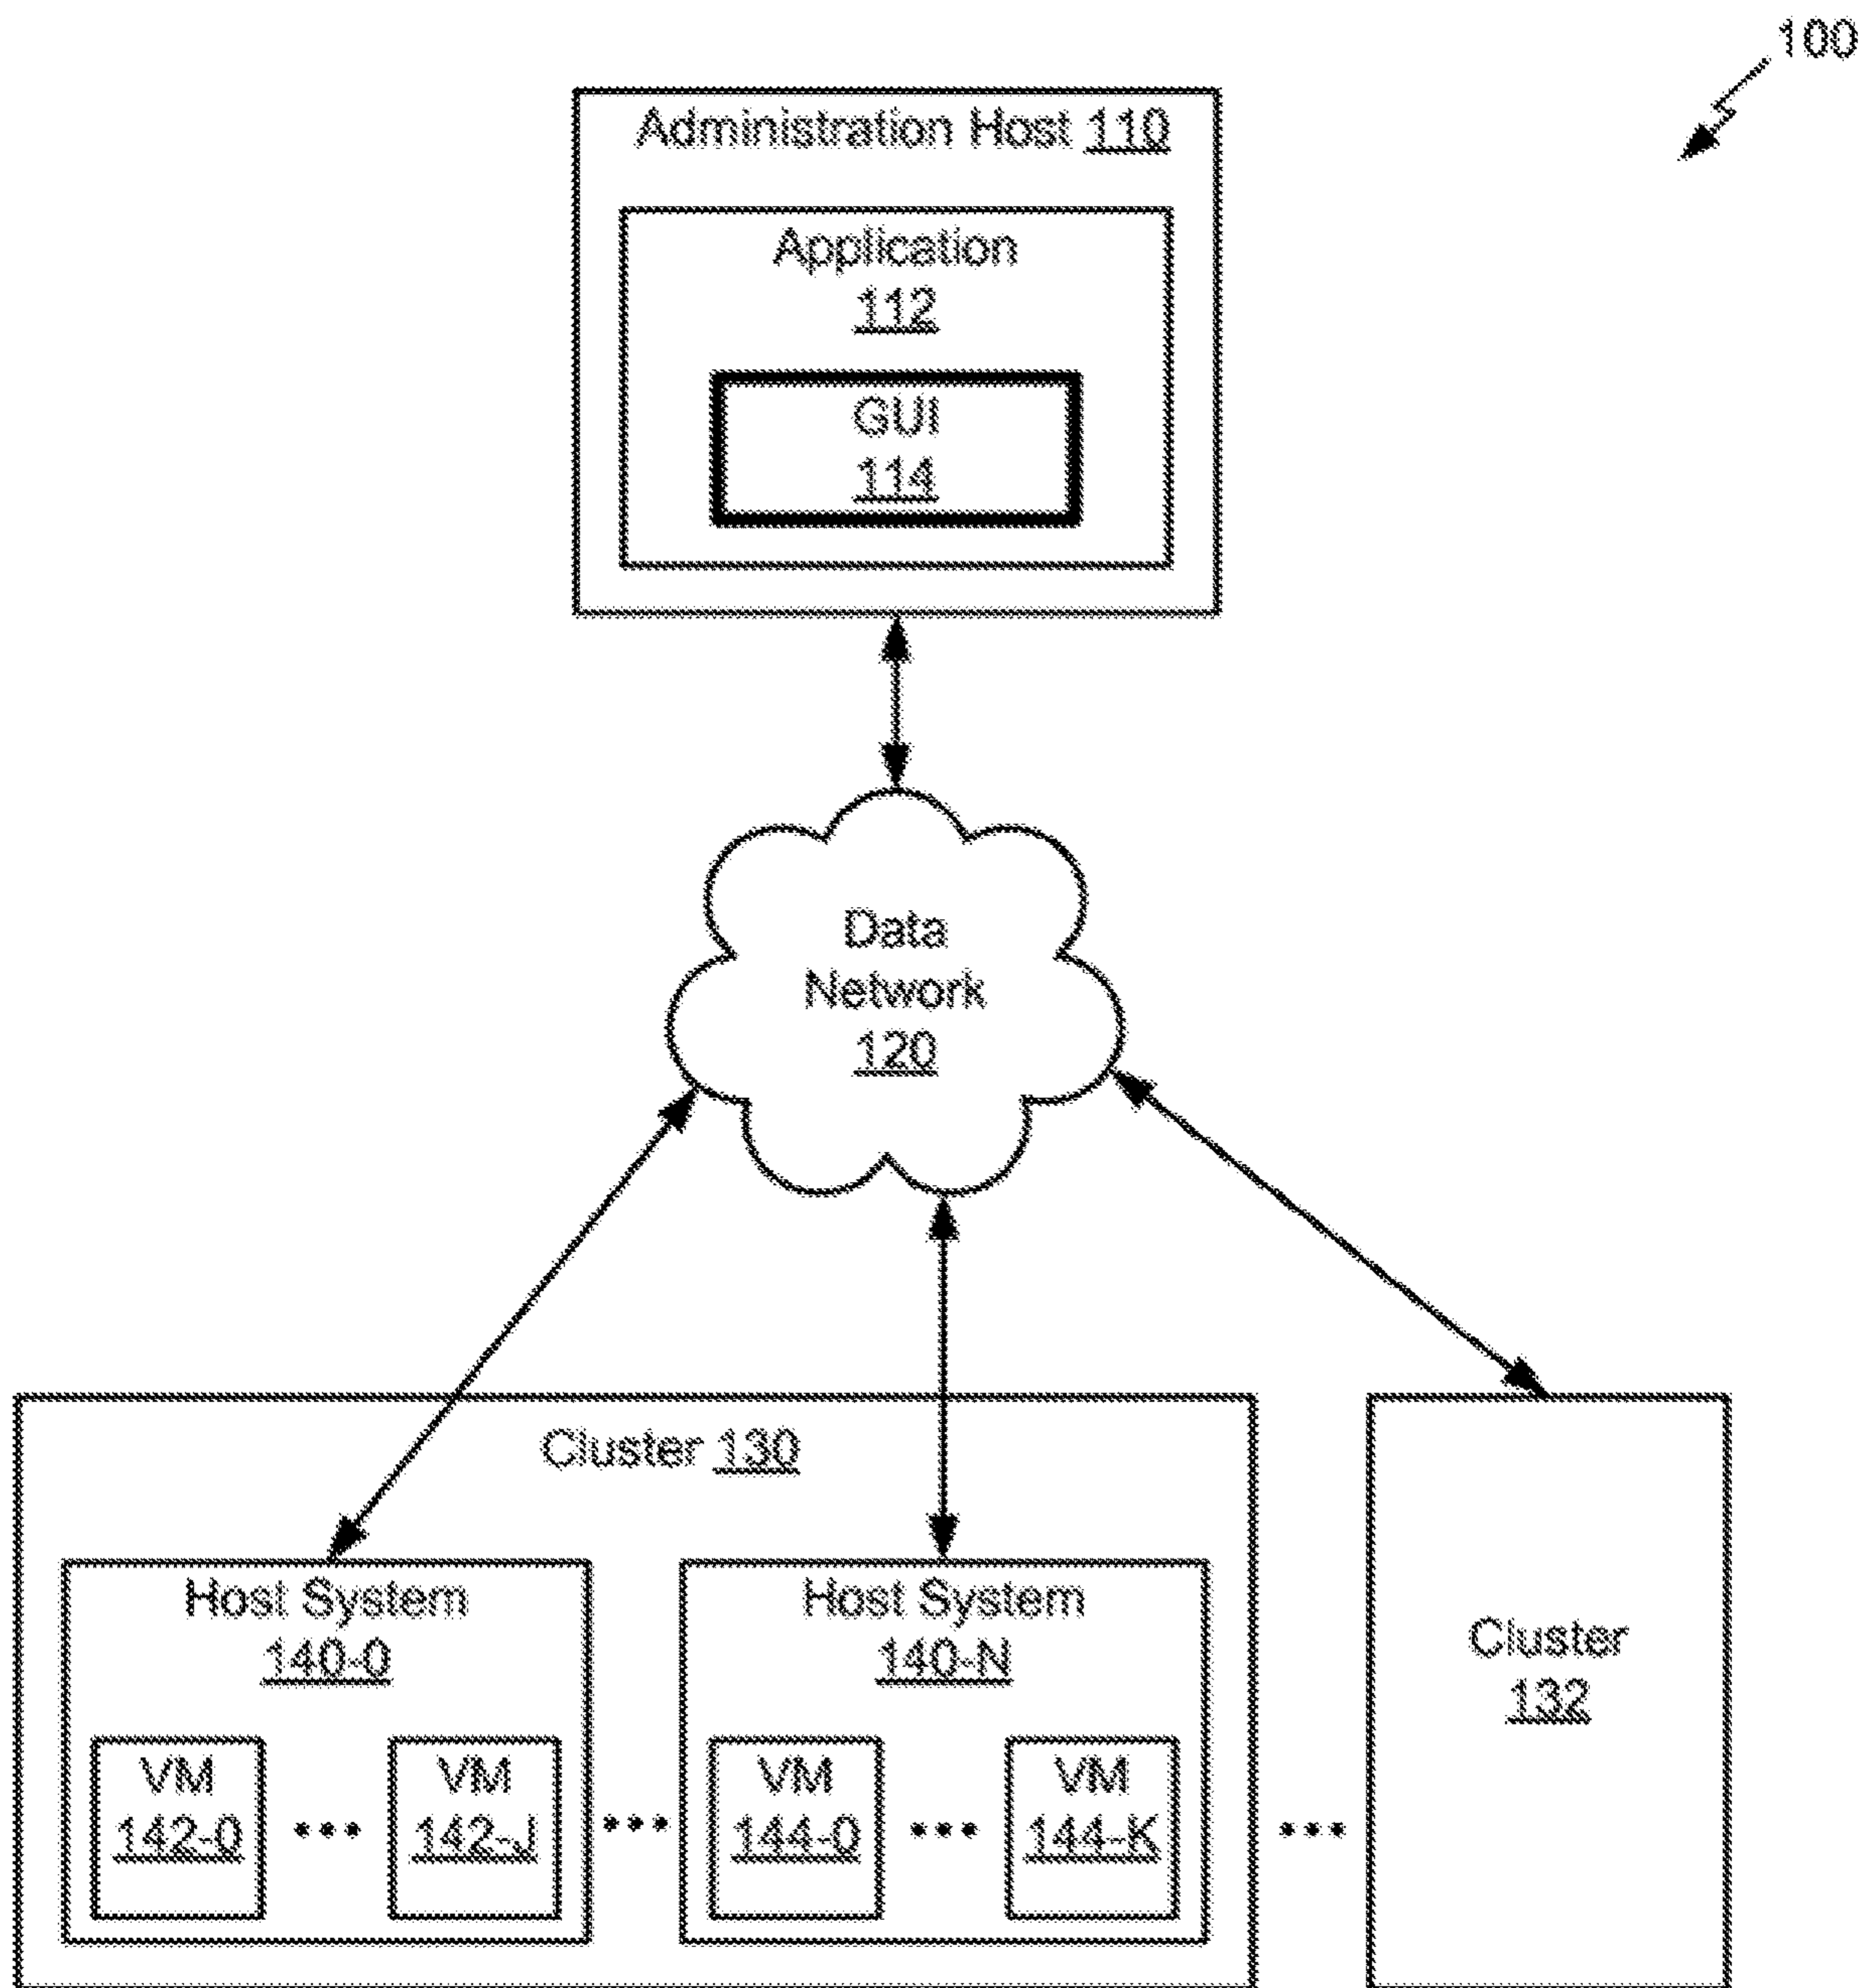 100
Administration Host 110
Application
112
GUI
114
Data
Network
120
Cluster 130
Host System
140-0
Host System
140-N
Cluster
132
VM
142-0
...
VM
142-J
...
VM
144-0
...
VM
144-K
...